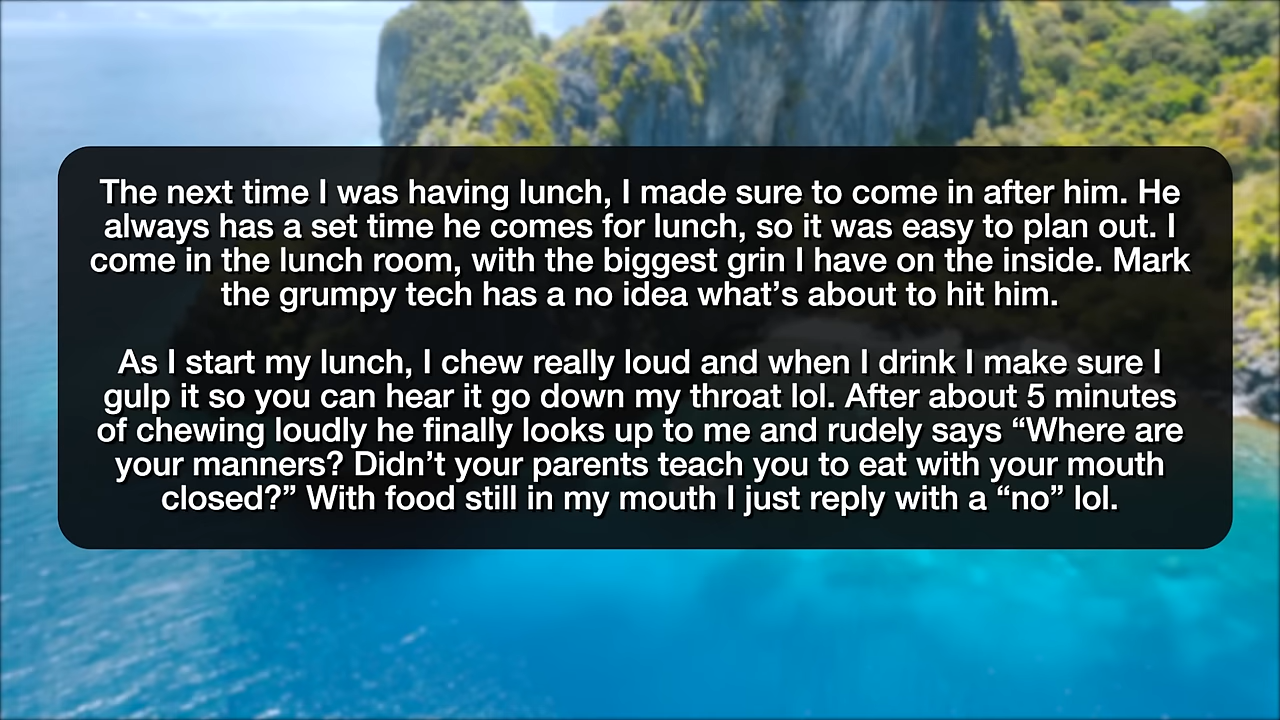 The next time I was having lunch, I made sure to come in after him. He
always has a set time he comes for lunch, so it was easy to plan out. I
come in the lunch room, with the biggest grin I have on the inside. Mark
the grumpy tech has a no idea what’s about to hit him.
As I start my lunch, I chew really loud and when I drink I make sure I
gulp it so you can hear it go down my throat lol. After about 5 minutes
of chewing loudly he finally looks up to me and rudely says “Where are
your manners? Didn’t your parents teach you to eat with your mouth
closed?” With food still in my mouth I just reply with a “no” lol.